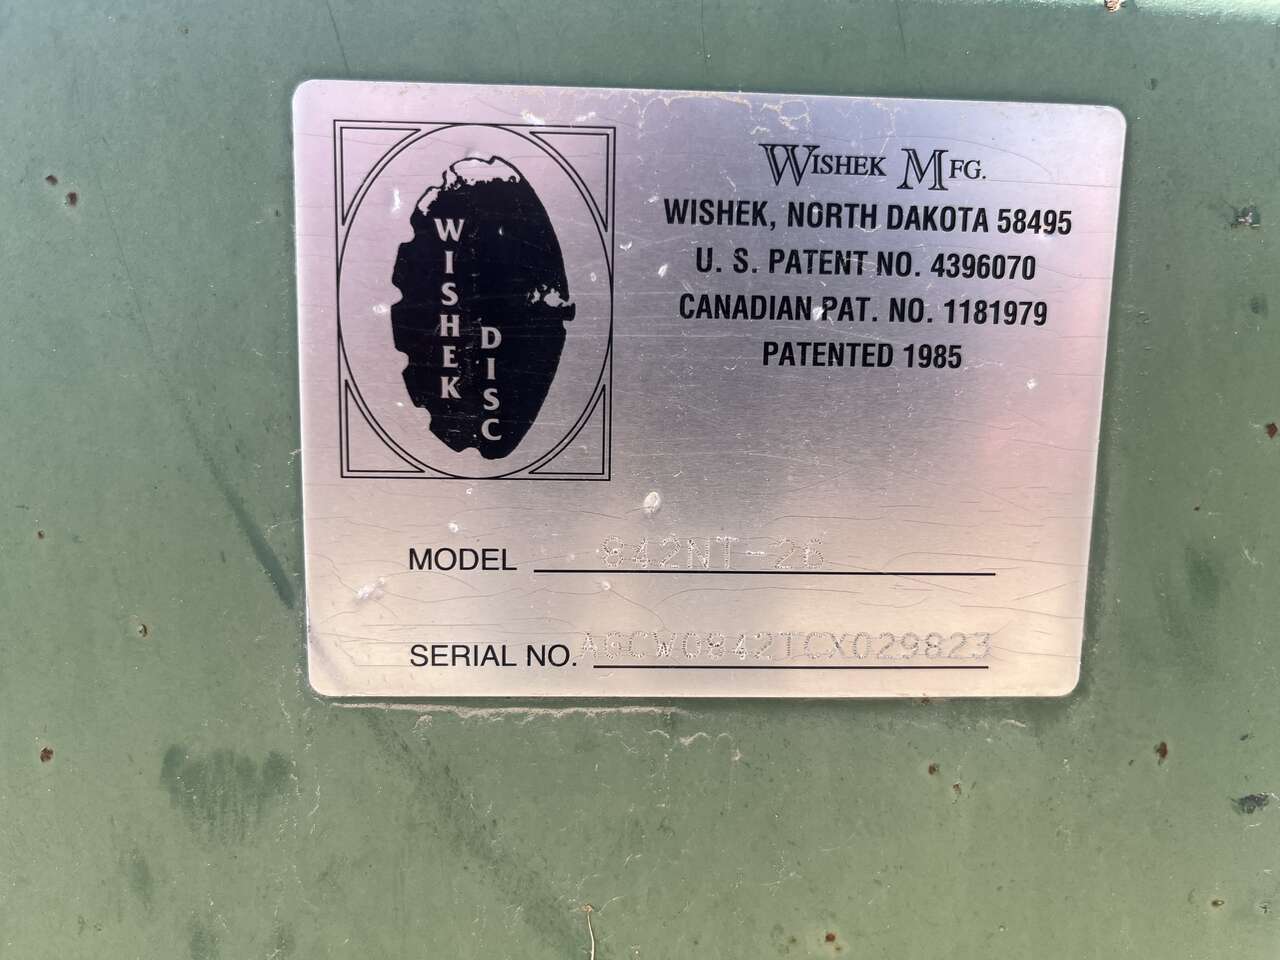 WISHEK
DISC
WISHEK MFG.
WISHEK, NORTH DAKOTA 58495
U. S. PATENT NO. 4396070
CANADIAN PAT. NO. 1181979
PATENTED 1985
MODEL 842NT-26
SERIAL NO. AGCW0842TCX029823